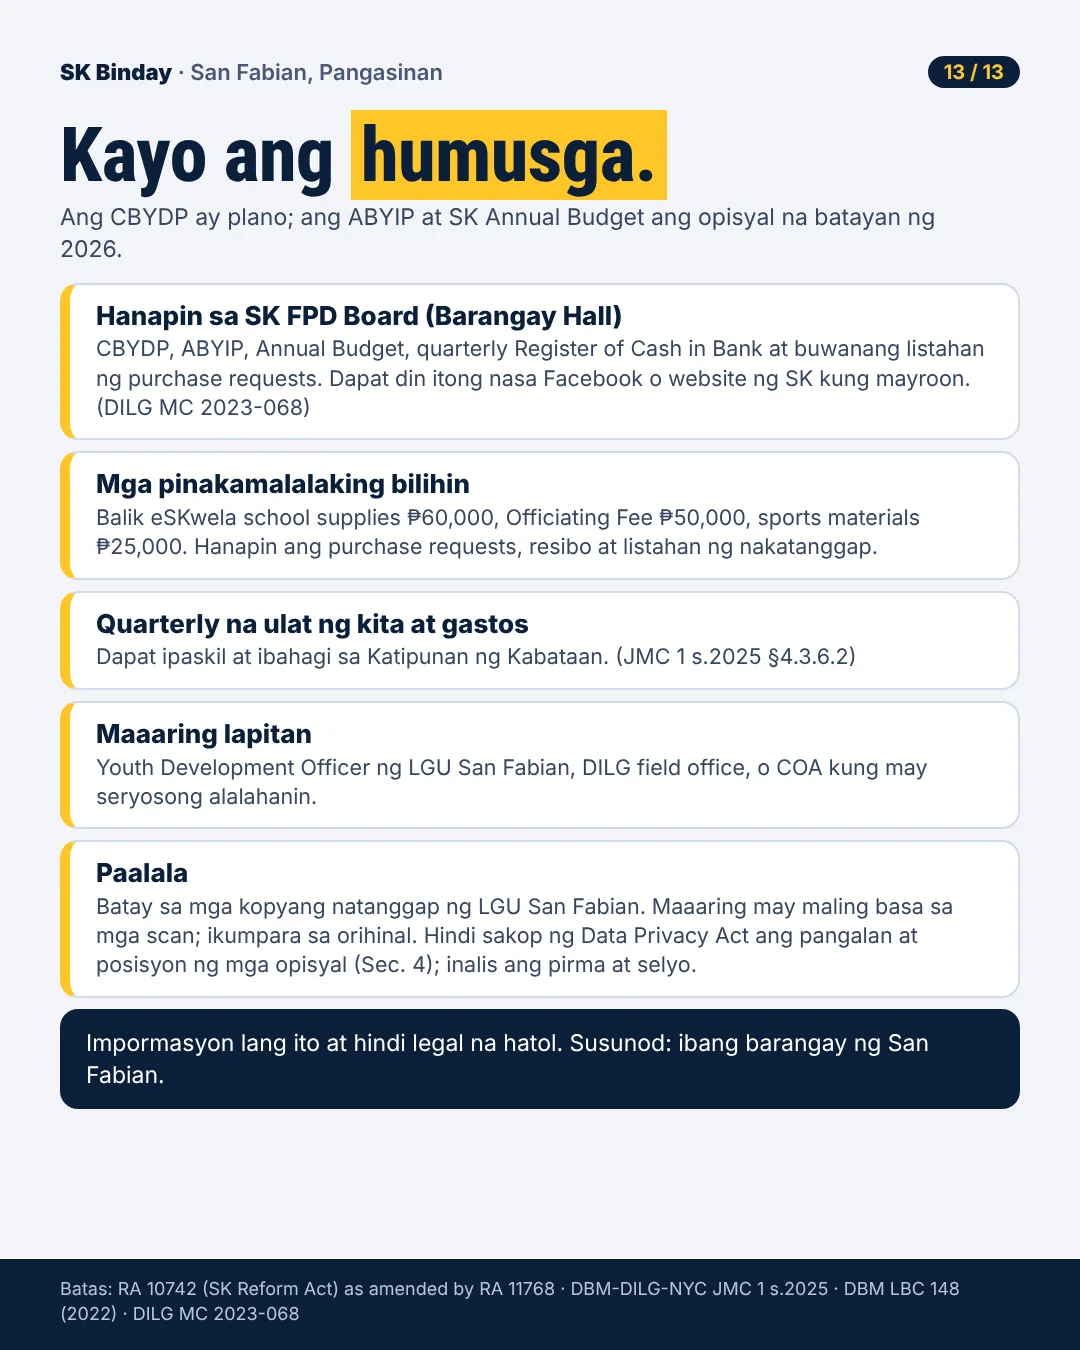 SK Binday · San Fabian, Pangasinan
13 / 13
Kayo ang humusga.
Ang CBYDP ay plano; ang ABYIP at SK Annual Budget ang opisyal na batayan ng
2026.
Hanapin sa SK FPD Board (Barangay Hall)
CBYDP, ABYIP, Annual Budget, quarterly Register of Cash in Bank at buwanang listahan
ng purchase requests. Dapat din itong nasa Facebook o website ng SK kung mayroon.
(DILG MC 2023-068)
Mga pinakamalalaking bilihin
Balik eSKwela school supplies ₱60,000, Officiating Fee ₱50,000, sports materials
₱25,000. Hanapin ang purchase requests, resibo at listahan ng nakatanggap.
Quarterly na ulat ng kita at gastos
Dapat ipaskil at ibahagi sa Katipunan ng Kabataan. (JMC 1 s.2025 §4.3.6.2)
Maaaring lapitan
Youth Development Officer ng LGU San Fabian, DILG field office, o COA kung may
seryosong alalahanin.
Paalala
Batay sa mga kopyang natanggap ng LGU San Fabian. Maaaring may maling basa sa
mga scan; ikumpara sa orihinal. Hindi sakop ng Data Privacy Act ang pangalan at
posisyon ng mga opisyal (Sec. 4); inalis ang pirma at selyo.
Impormasyon lang ito at hindi legal na hatol. Susunod: ibang barangay ng San
Fabian.
Batas: RA 10742 (SK Reform Act) as amended by RA 11768 · DBM-DILG-NYC JMC 1 s.2025 · DBM LBC 148
(2022) · DILG MC 2023-068